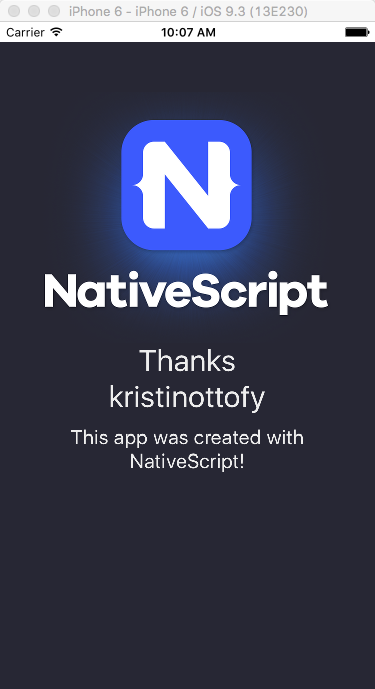 iPhone 6 - iPhone 6 / iOS 9.3 (13E230)
Carrier 10:07 AM
N
NativeScript
Thanks
kristinottofy
This app was created with
NativeScript!